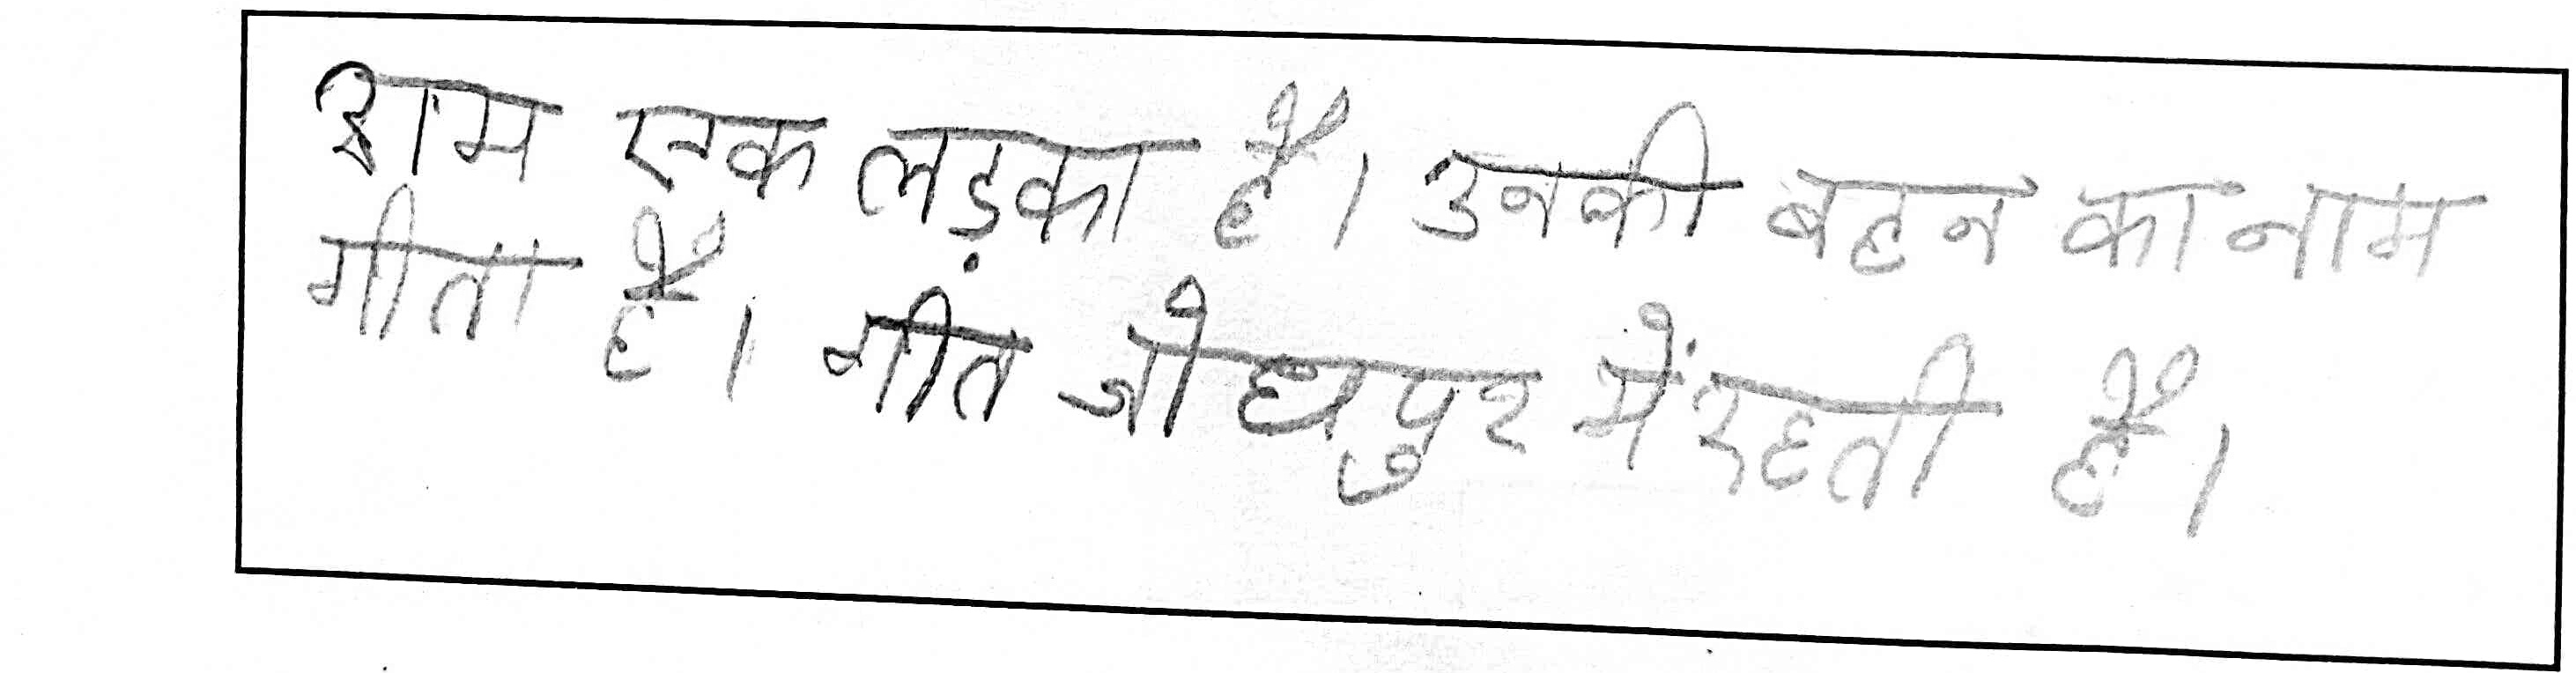 राम एक लड़का है। उनकी बहन का नाम
गीता है। गीत जोधपुर में रहती है।